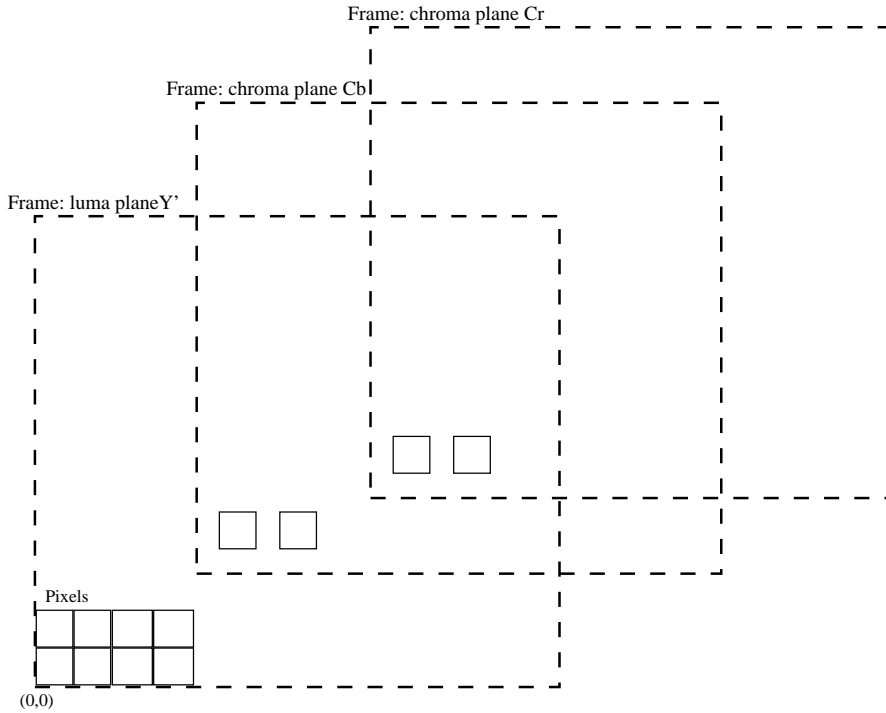 Frame: chroma plane Cr
Frame: chroma plane Cb
Frame: luma planeY’
Pixels
(0,0)